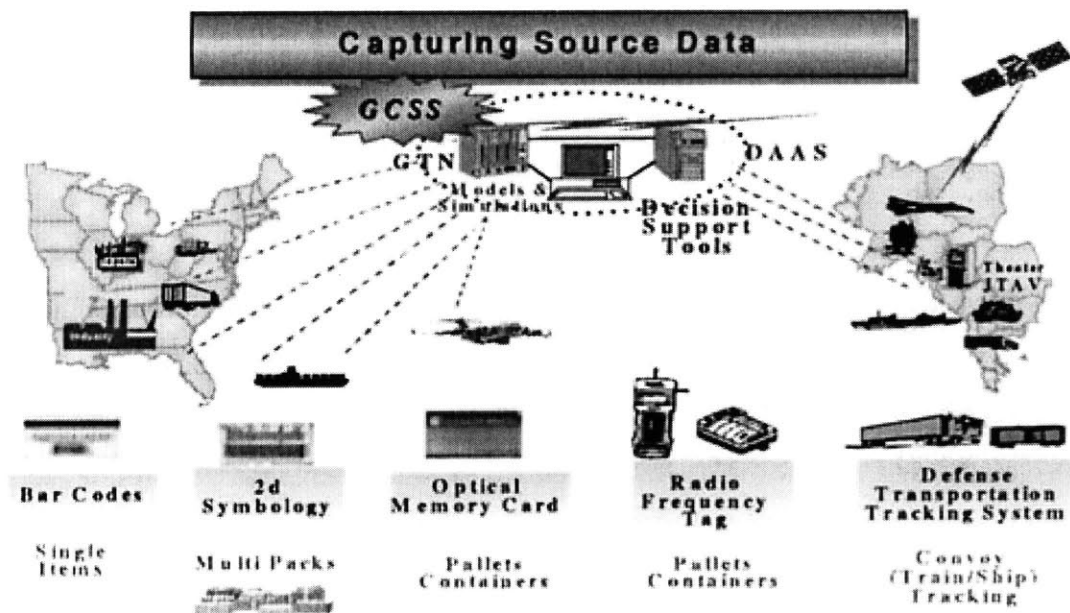 Capturing Source Data
GCSS
GTN
DAAS
Models &
Simulations
Decision
Support
Tools
Theater
JTAV
Industry
Bar Codes
2d
Symbology
Optical
Memory Card
Radio
Frequency
Tag
Defense
Transportation
Tracking System
Single
Items
Multi Packs
Pallets
Containers
Pallets
Containers
Convoy
(Train/Ship)
Tracking